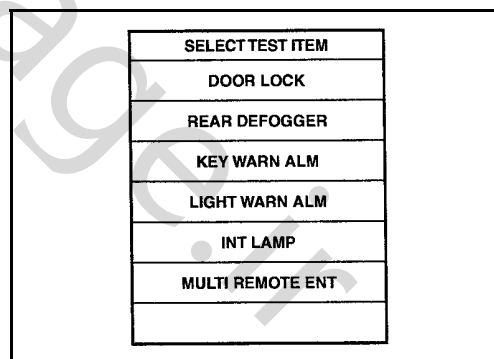 SELECT TEST ITEM
DOOR LOCK
REAR DEFOGGER
KEY WARN ALM
LIGHT WARN ALM
INT LAMP
MULTI REMOTE ENT